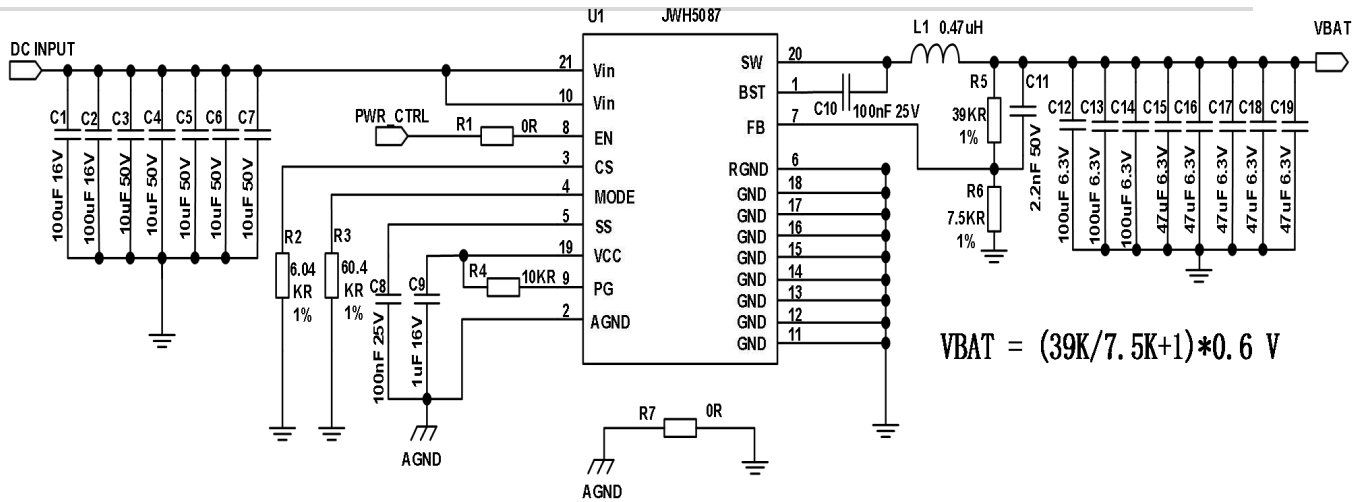 U1 JWH5087
DC INPUT
VBAT
L1 0.47uH
21 Vin
10 Vin
8 EN
3 CS
4 MODE
5 SS
19 VCC
9 PG
2 AGND
SW 20
BST 1
FB 7
RGND 6
GND 18
GND 17
GND 16
GND 15
GND 14
GND 13
GND 12
GND 11
PWR_CTRL
R1 0R
C1
100uF 16V
C2
100uF 16V
C3
10uF 50V
C4
10uF 50V
C5
10uF 50V
C6
10uF 50V
C7
10uF 50V
R2
6.04
KR
1%
R3
60.4
KR
1%
C8
100nF 25V
C9
1uF 16V
R4 10KR
AGND
R7 0R
AGND
C10 100nF 25V
R5
39KR
1%
C11
2.2nF 50V
R6
7.5KR
1%
C12
100uF 6.3V
C13
100uF 6.3V
C14
100uF 6.3V
C15
47uF 6.3V
C16
47uF 6.3V
C17
47uF 6.3V
C18
47uF 6.3V
C19
47uF 6.3V
VBAT = (39K/7.5K+1)*0.6 V